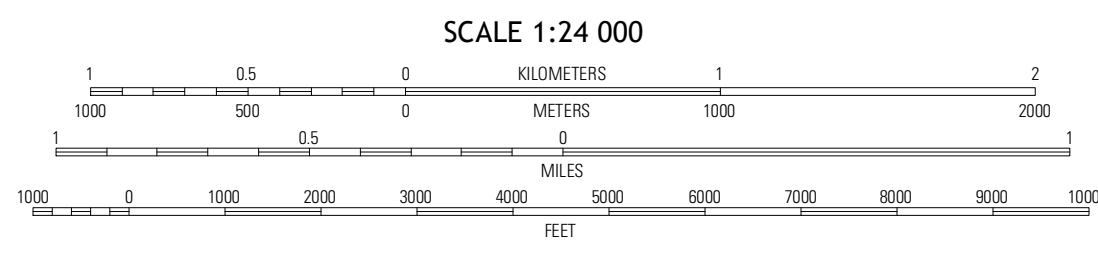 SCALE 1:24 000
1 0.5 0 KILOMETERS 1 2
1000 500 0 METERS 1000 2000
1 0.5 0 1
MILES
1000 0 1000 2000 3000 4000 5000 6000 7000 8000 9000 1000
FEET